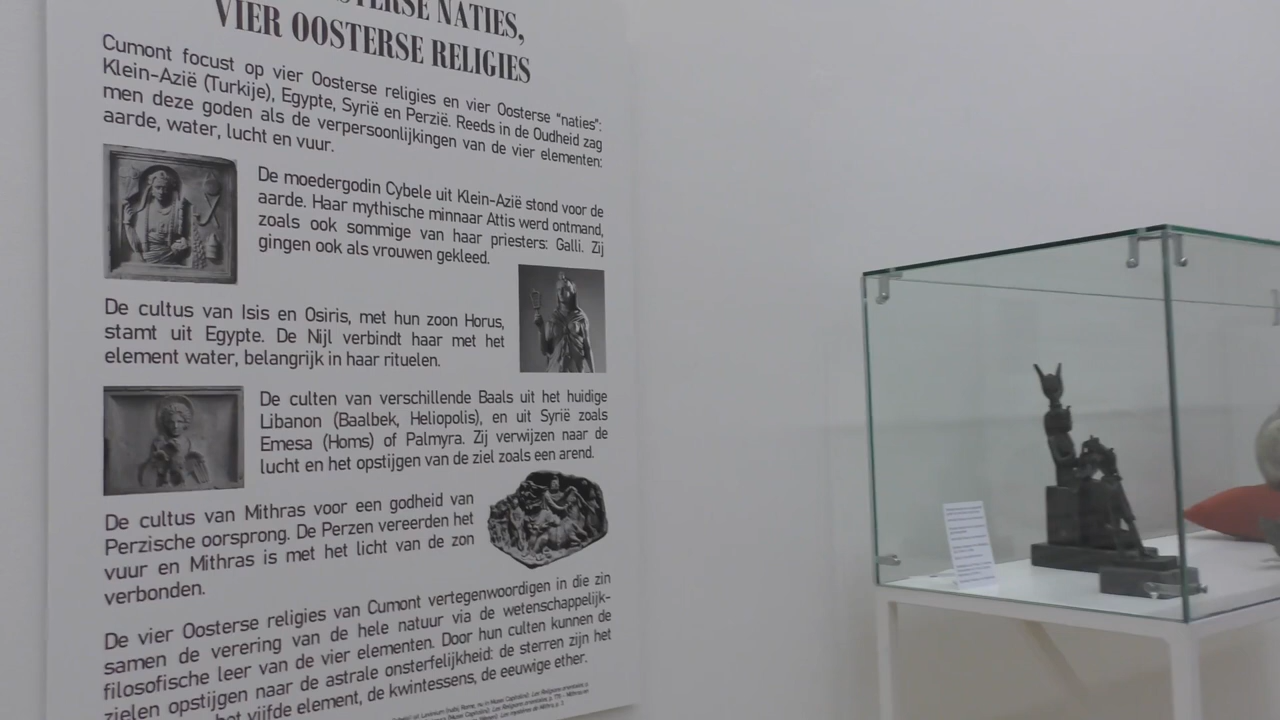 OOSTERSE NATIES,
VIER OOSTERSE RELIGIES
Cumont focust op vier Oosterse religies en vier Oosterse "naties":
Klein-Azië (Turkije), Egypte, Syrië en Perzië. Reeds in de Oudheid zag
men deze goden als de verpersoonlijkingen van de vier elementen:
aarde, water, lucht en vuur.
De moedergodin Cybele uit Klein-Azië stond voor de
aarde. Haar mythische minnaar Attis werd ontmand,
zoals ook sommige van haar priesters: Galli. Zij
gingen ook als vrouwen gekleed.
De cultus van Isis en Osiris, met hun zoon Horus,
stamt uit Egypte. De Nijl verbindt haar met het
element water, belangrijk in haar rituelen.
De culten van verschillende Baals uit het huidige
Libanon (Baalbek, Heliopolis), en uit Syrië zoals
Emesa (Homs) of Palmyra. Zij verwijzen naar de
lucht en het opstijgen van de ziel zoals een arend.
De cultus van Mithras voor een godheid van
Perzische oorsprong. De Perzen vereerden het
vuur en Mithras is met het licht van de zon
verbonden.
De vier Oosterse religies van Cumont vertegenwoordigen in die zin
samen de verering van de hele natuur via de wetenschappelijk-
filosofische leer van de vier elementen. Door hun culten kunnen de
zielen opstijgen naar de astrale onsterfelijkheid: de sterren zijn het
het vijfde element, de kwintessens, de eeuwige ether.